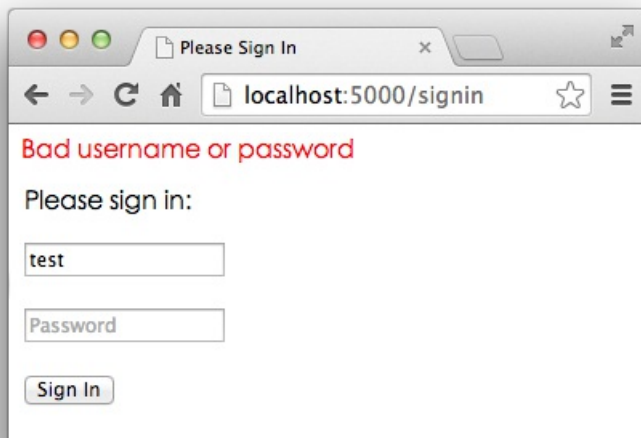 Please Sign In
localhost:5000/signin
Bad username or password
Please sign in:
test
Password
Sign In